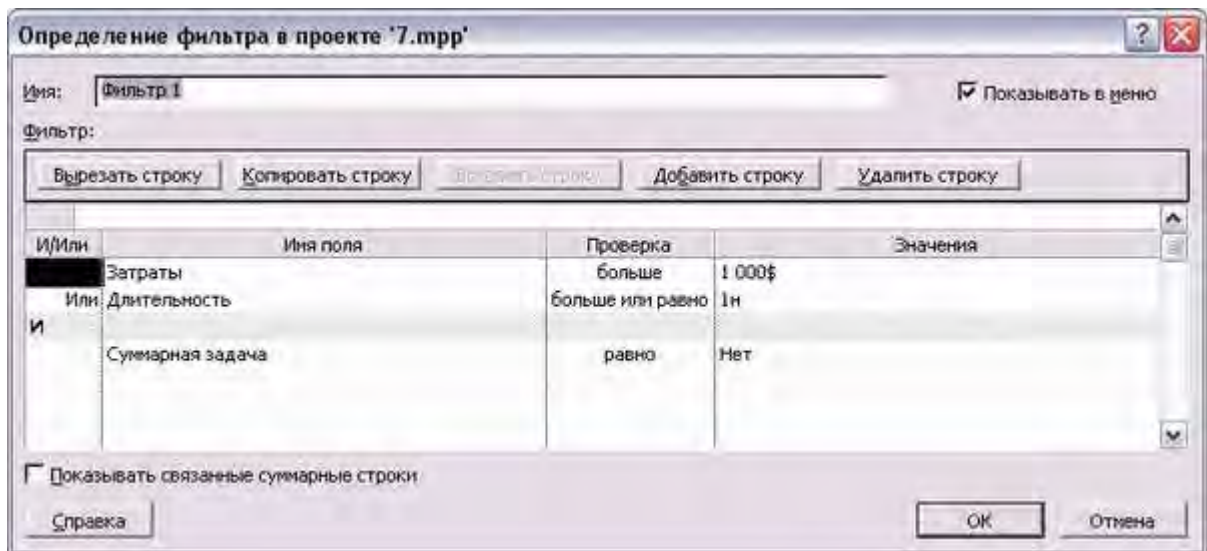 Определение фильтра в проекте '7.mpp'
Имя: Фильтр 1 Показывать в меню
Фильтр:
Вырезать строку Копировать строку Добавить строку Удалить строку
И/Или Имя поля Проверка Значения
Затраты больше 1 000$
Или Длительность больше или равно 1н
И
Суммарная задача равно Нет
Показывать связанные суммарные строки
Справка ОК Отмена